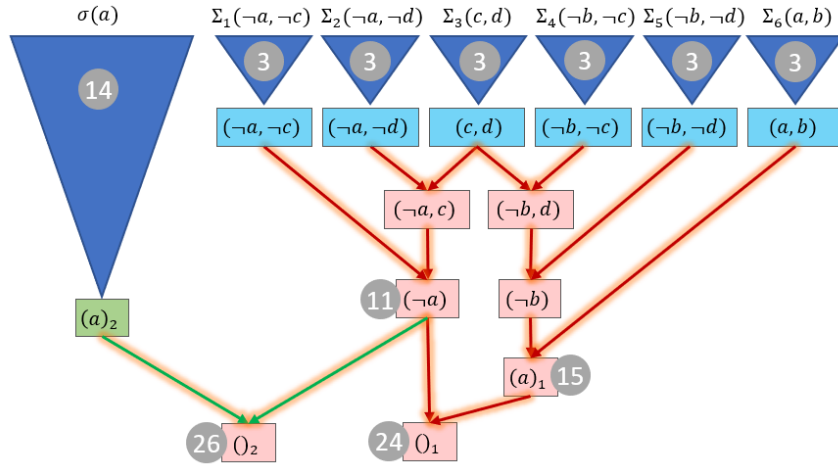 σ(a) Σ₁(¬a, ¬c) Σ₂(¬a, ¬d) Σ₃(c, d) Σ₄(¬b, ¬c) Σ₅(¬b, ¬d) Σ₆(a, b)
14 3 3 3 3 3 3
(¬a, ¬c) (¬a, ¬d) (c, d) (¬b, ¬c) (¬b, ¬d) (a, b)
(¬a, c) (¬b, d)
(a)₂ 11 (¬a) (¬b)
(a)₁ 15
26 ()₂ 24 ()₁